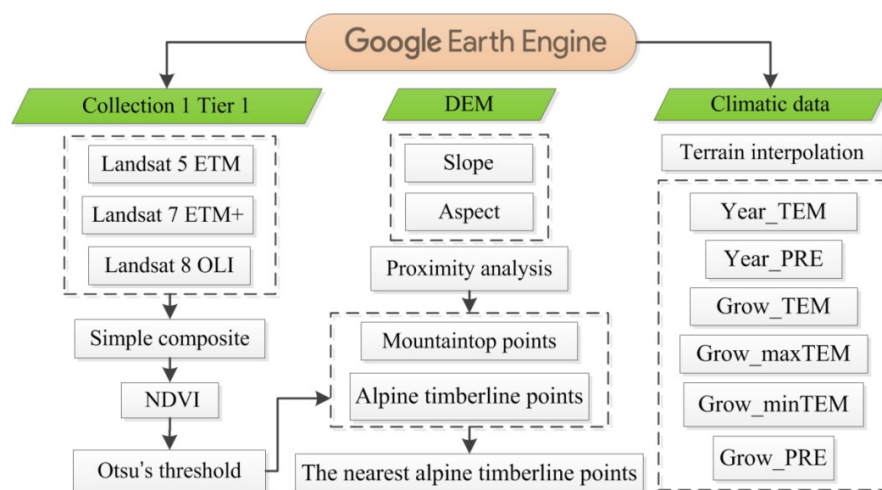 Google Earth Engine
Collection 1 Tier 1
Landsat 5 ETM
Landsat 7 ETM+
Landsat 8 OLI
Simple composite
NDVI
Otsu's threshold
DEM
Slope
Aspect
Proximity analysis
Mountaintop points
Alpine timberline points
The nearest alpine timberline points
Climatic data
Terrain interpolation
Year_TEM
Year_PRE
Grow_TEM
Grow_maxTEM
Grow_minTEM
Grow_PRE